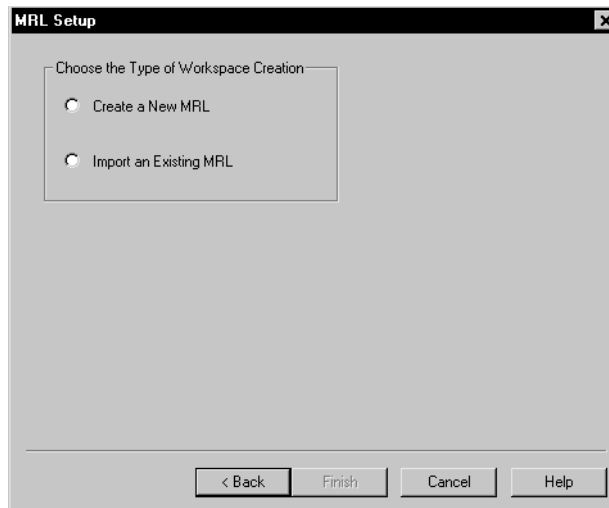 MRL Setup
Choose the Type of Workspace Creation
Create a New MRL
Import an Existing MRL
< Back Finish Cancel Help